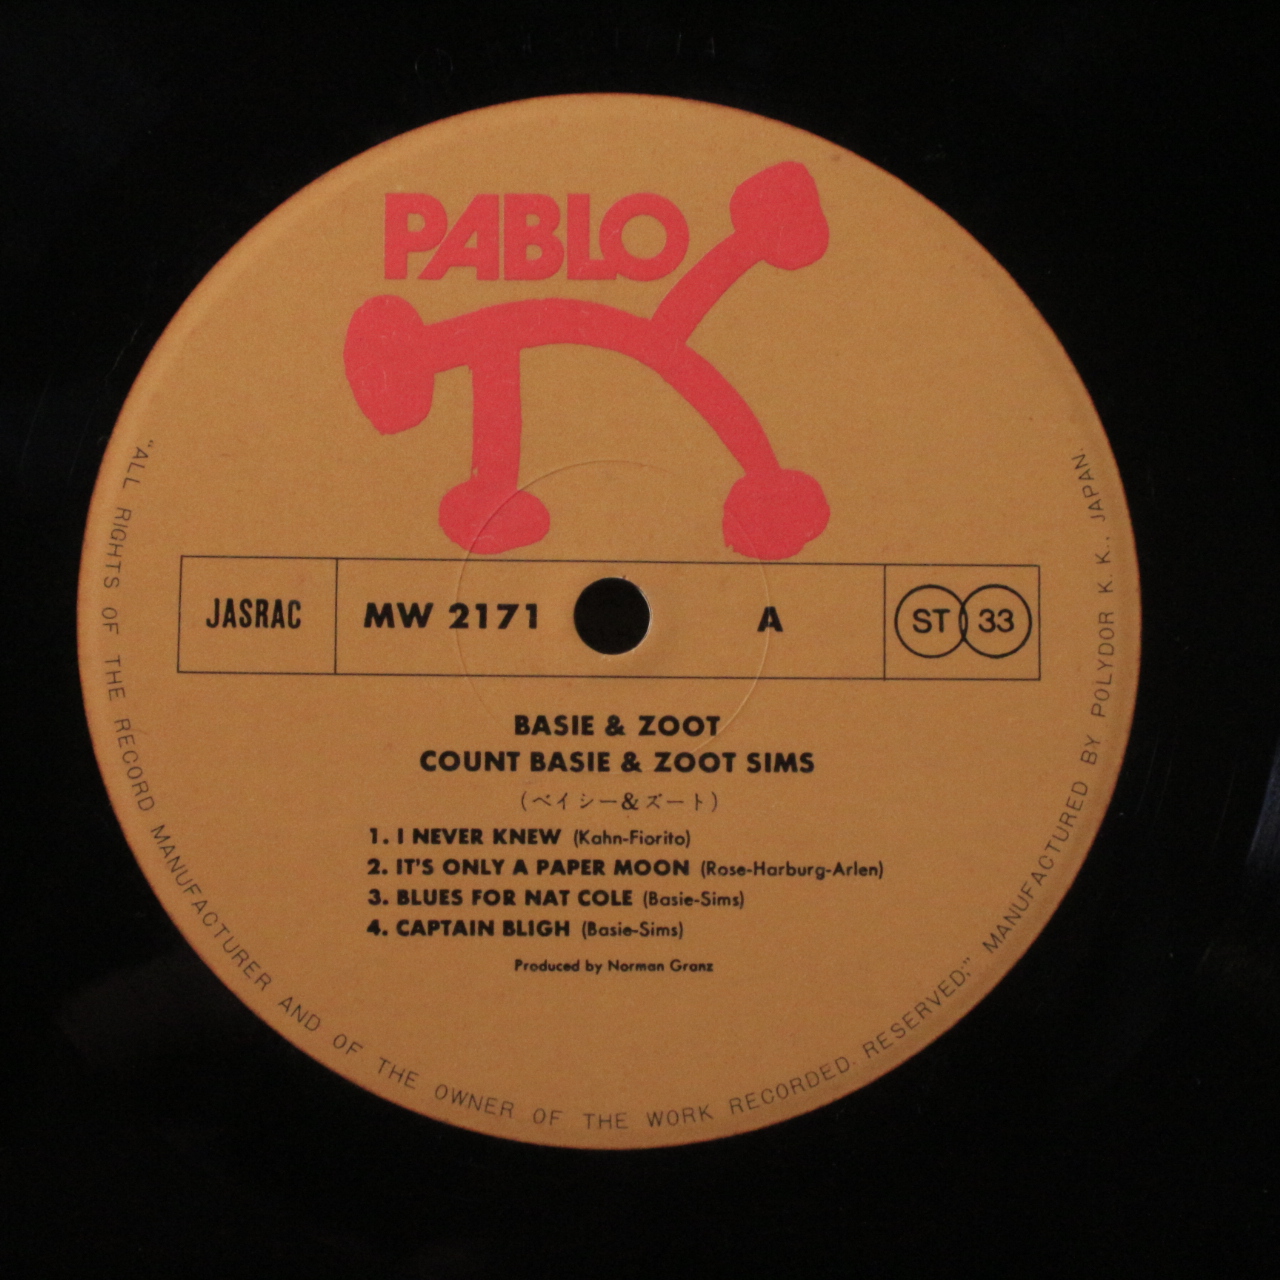 PABLO
JASRAC
MW 2171
A
ST 33
BASIE & ZOOT
COUNT BASIE & ZOOT SIMS
(ベイシー&ズート)
1. I NEVER KNEW (Kahn-Fiorito)
2. IT'S ONLY A PAPER MOON (Rose-Harburg-Arlen)
3. BLUES FOR NAT COLE (Basie-Sims)
4. CAPTAIN BLIGH (Basie-Sims)
Produced by Norman Granz
"ALL RIGHTS OF THE RECORD MANUFACTURER AND OF THE OWNER OF THE WORK RECORDED RESERVED;" MANUFACTURED BY POLYDOR K. K., JAPAN.